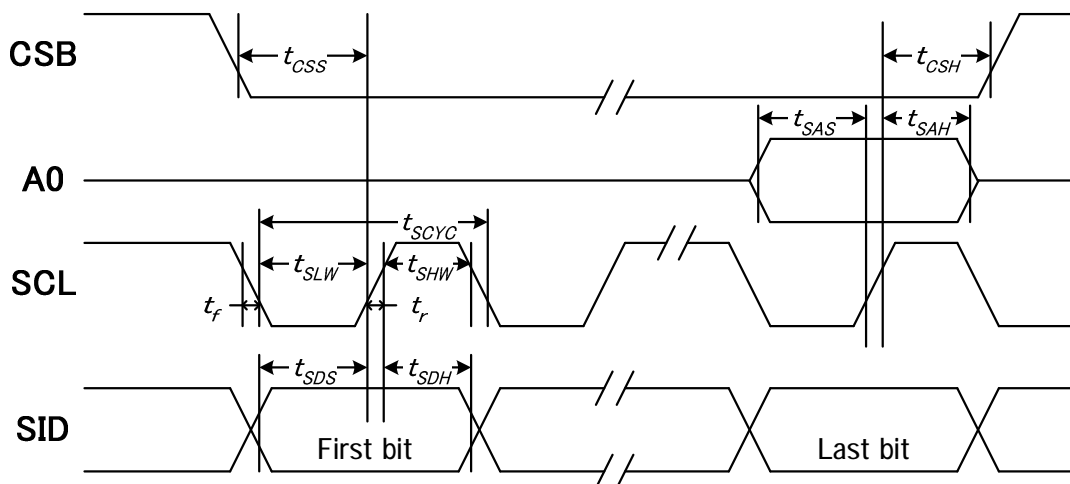 CSB
tCSS
tCSH
tSAS
tSAH
A0
tSCYC
SCL
tSLW
tSHW
tf
tr
tSDS
tSDH
SID
First bit
Last bit